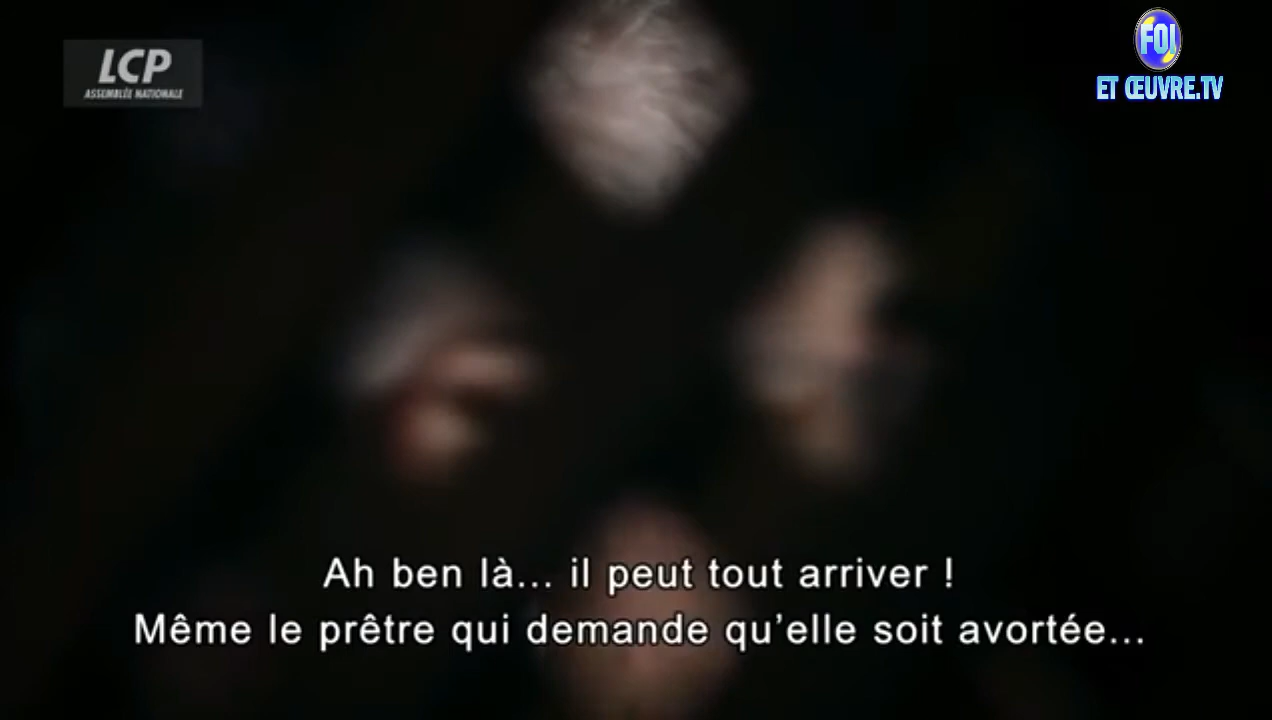 LCP
ASSEMBLÉE NATIONALE
FOI
ET ŒUVRE.TV
Ah ben là... il peut tout arriver !
Même le prêtre qui demande qu’elle soit avortée...